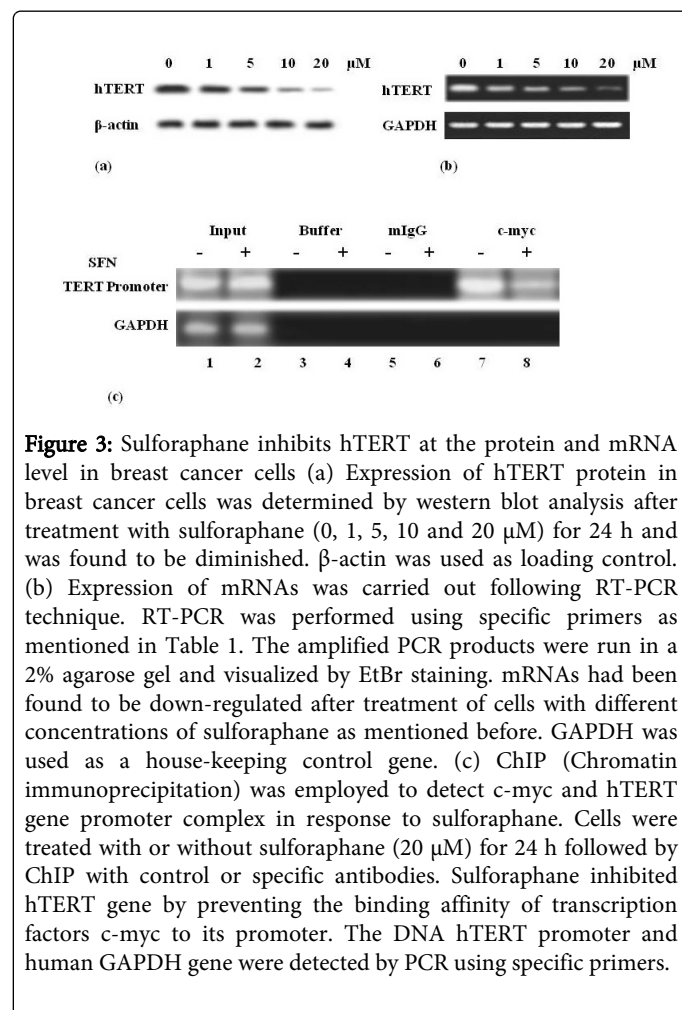 0 1 5 10 20 μM
hTERT
β-actin
(a)
0 1 5 10 20 μM
hTERT
GAPDH
(b)
Input Buffer mIgG c-myc
SFN - + - + - + - +
TERT Promoter
GAPDH
1 2 3 4 5 6 7 8
(c)
Figure 3: Sulforaphane inhibits hTERT at the protein and mRNA
level in breast cancer cells (a) Expression of hTERT protein in
breast cancer cells was determined by western blot analysis after
treatment with sulforaphane (0, 1, 5, 10 and 20 μM) for 24 h and
was found to be diminished. β-actin was used as loading control.
(b) Expression of mRNAs was carried out following RT-PCR
technique. RT-PCR was performed using specific primers as
mentioned in Table 1. The amplified PCR products were run in a
2% agarose gel and visualized by EtBr staining. mRNAs had been
found to be down-regulated after treatment of cells with different
concentrations of sulforaphane as mentioned before. GAPDH was
used as a house-keeping control gene. (c) ChIP (Chromatin
immunoprecipitation) was employed to detect c-myc and hTERT
gene promoter complex in response to sulforaphane. Cells were
treated with or without sulforaphane (20 μM) for 24 h followed by
ChIP with control or specific antibodies. Sulforaphane inhibited
hTERT gene by preventing the binding affinity of transcription
factors c-myc to its promoter. The DNA hTERT promoter and
human GAPDH gene were detected by PCR using specific primers.